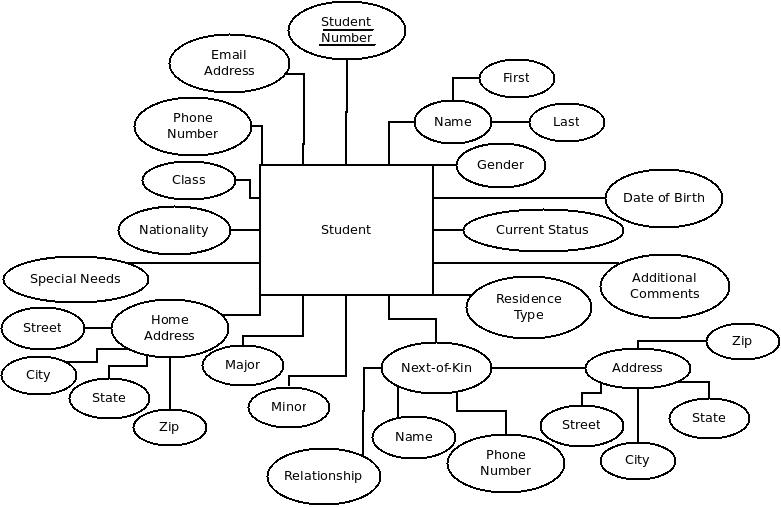 Student
Number
Email
Address
First
Phone
Number
Name
Last
Gender
Class
Date of Birth
Nationality
Student
Current Status
Special Needs
Additional
Comments
Residence
Type
Home
Address
Street
Zip
Major
Next-of-Kin
Address
City
State
Minor
State
Zip
Name
Street
Phone
Number
City
Relationship